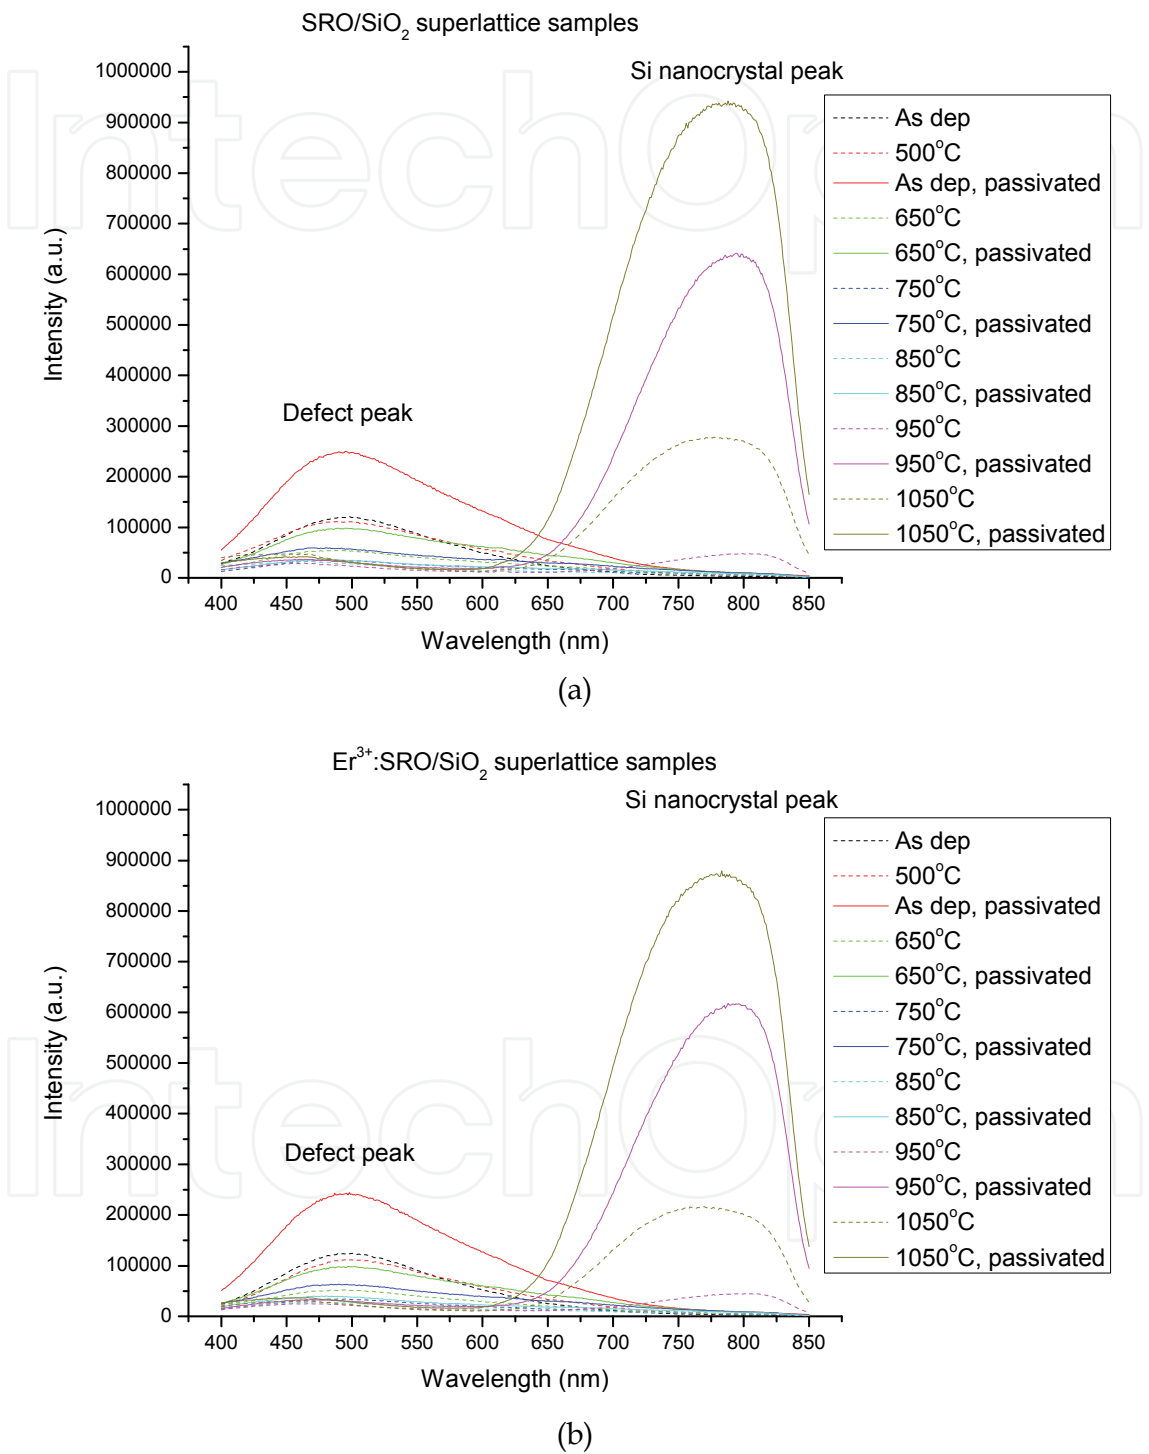 SRO/SiO2 superlattice samples
Si nanocrystal peak
Defect peak
Intensity (a.u.)
1000000
900000
800000
700000
600000
500000
400000
300000
200000
100000
0
400 450 500 550 600 650 700 750 800 850
Wavelength (nm)
As dep
500°C
As dep, passivated
650°C
650°C, passivated
750°C
750°C, passivated
850°C
850°C, passivated
950°C
950°C, passivated
1050°C
1050°C, passivated
(a)
Er3+:SRO/SiO2 superlattice samples
Si nanocrystal peak
Defect peak
Intensity (a.u.)
1000000
900000
800000
700000
600000
500000
400000
300000
200000
100000
0
400 450 500 550 600 650 700 750 800 850
Wavelength (nm)
As dep
500°C
As dep, passivated
650°C
650°C, passivated
750°C
750°C, passivated
850°C
850°C, passivated
950°C
950°C, passivated
1050°C
1050°C, passivated
(b)
IntechOpen
IntechOpen